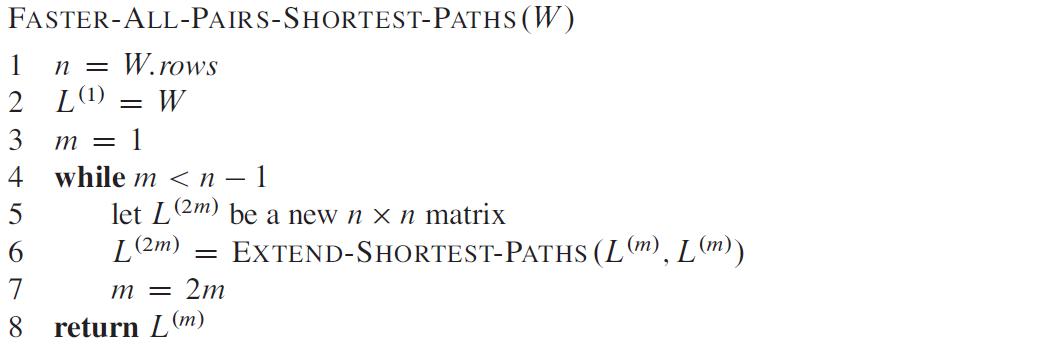 FASTER-ALL-PAIRS-SHORTEST-PATHS(W)
1 n = W.rows
2 L^(1) = W
3 m = 1
4 while m < n − 1
5 let L^(2m) be a new n × n matrix
6 L^(2m) = EXTEND-SHORTEST-PATHS(L^(m), L^(m))
7 m = 2m
8 return L^(m)